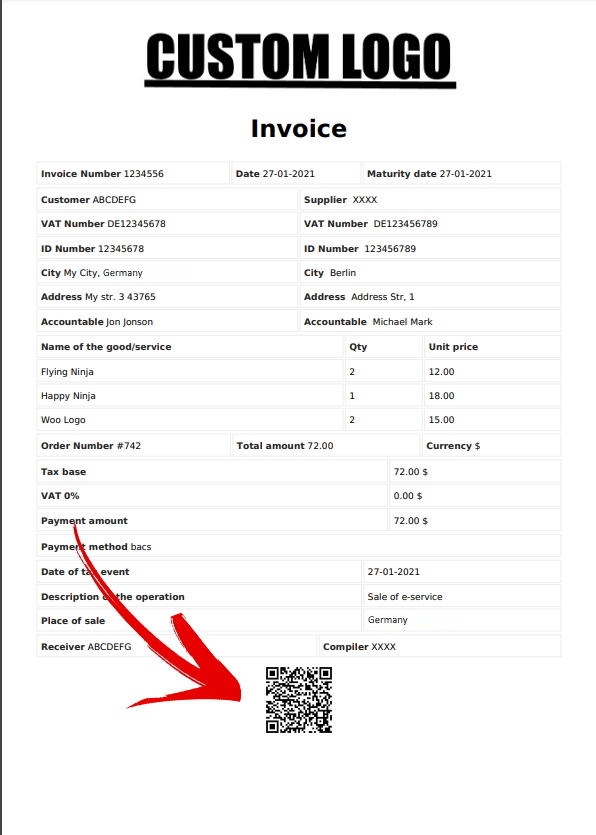 CUSTOM LOGO
Invoice
Invoice Number 1234556 Date 27-01-2021 Maturity date 27-01-2021
Customer ABCDEFG Supplier XXXX
VAT Number DE12345678 VAT Number DE123456789
ID Number 12345678 ID Number 123456789
City My City, Germany City Berlin
Address My str. 3 43765 Address Address Str, 1
Accountable Jon Jonson Accountable Michael Mark
Name of the good/service Qty Unit price
Flying Ninja 2 12.00
Happy Ninja 1 18.00
Woo Logo 2 15.00
Order Number #742 Total amount 72.00 Currency $
Tax base 72.00 $
VAT 0% 0.00 $
Payment amount 72.00 $
Payment method bacs
Date of tax event 27-01-2021
Description of the operation Sale of e-service
Place of sale Germany
Receiver ABCDEFG Compiler XXXX